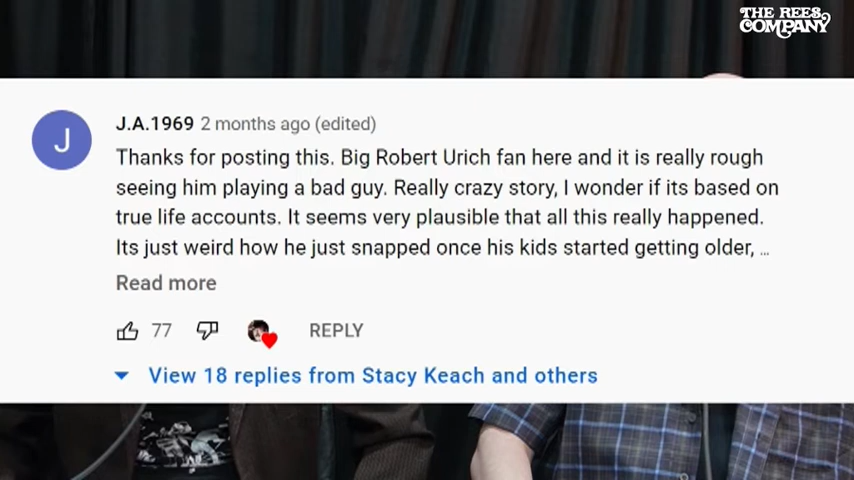 THE REES
COMPANY
J
J.A.1969 2 months ago (edited)
Thanks for posting this. Big Robert Urich fan here and it is really rough
seeing him playing a bad guy. Really crazy story, I wonder if its based on
true life accounts. It seems very plausible that all this really happened.
Its just weird how he just snapped once his kids started getting older, ...
Read more
77
REPLY
View 18 replies from Stacy Keach and others